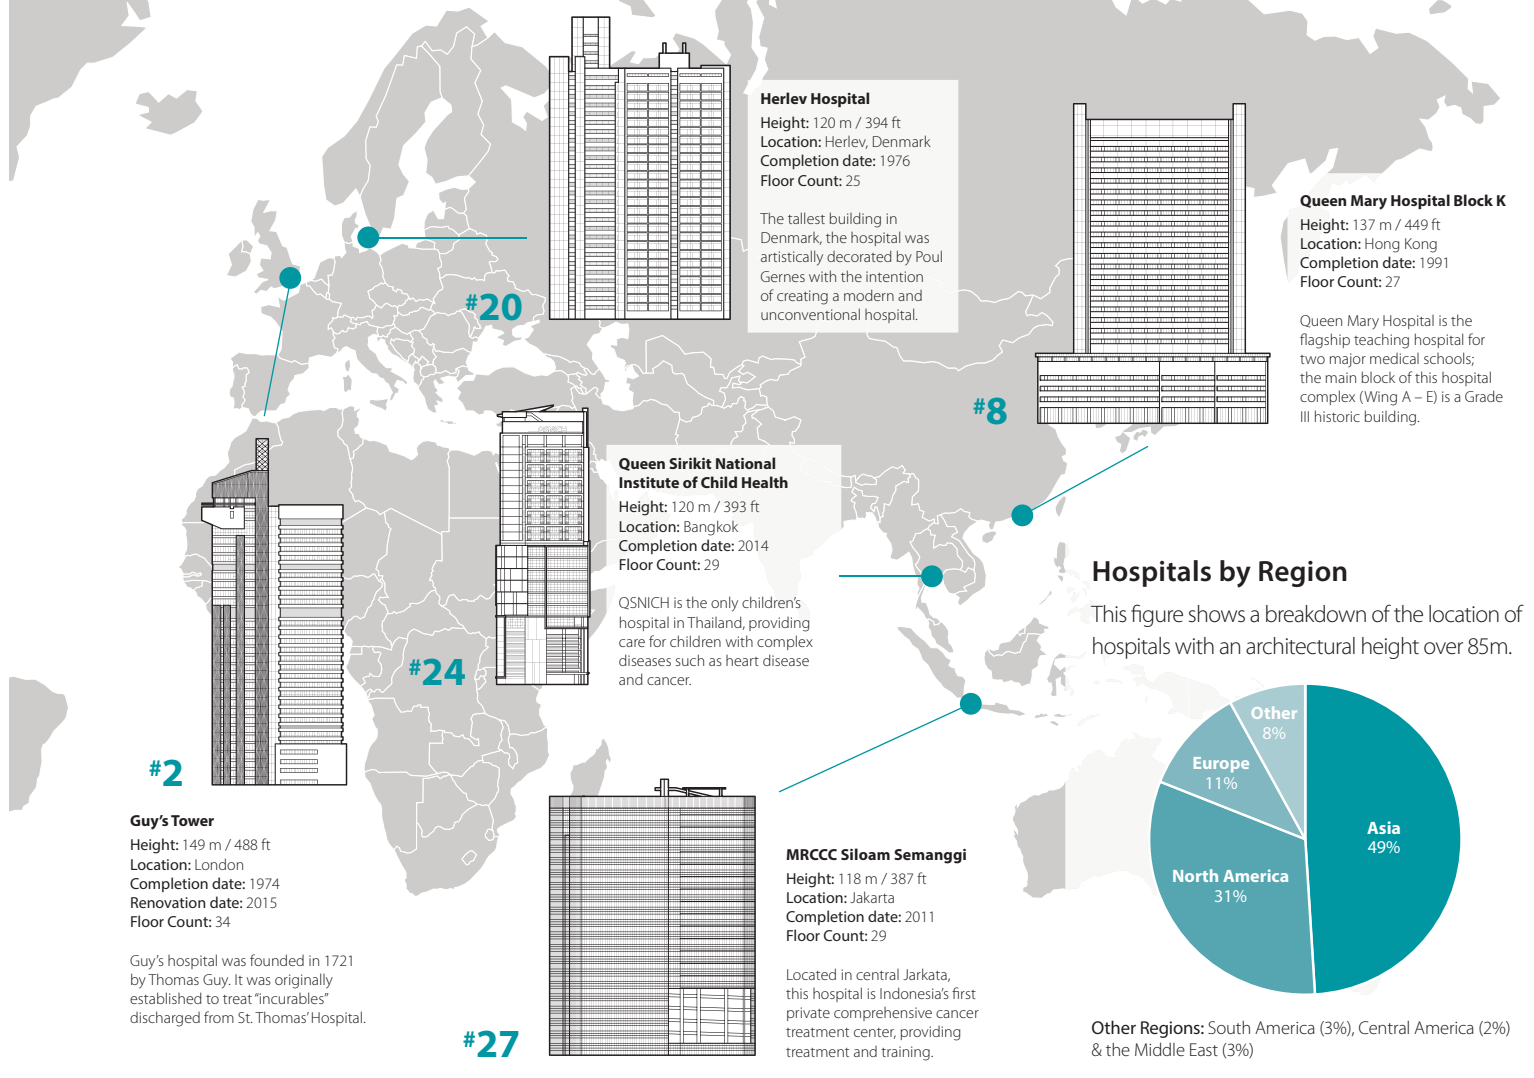 Herlev Hospital
Height: 120 m / 394 ft
Location: Herlev, Denmark
Completion date: 1976
Floor Count: 25
The tallest building in
Denmark, the hospital was
artistically decorated by Poul
Gernes with the intention
of creating a modern and
unconventional hospital.
#20
Queen Mary Hospital Block K
Height: 137 m / 449 ft
Location: Hong Kong
Completion date: 1991
Floor Count: 27
Queen Mary Hospital is the
flagship teaching hospital for
two major medical schools;
the main block of this hospital
complex (Wing A – E) is a Grade
III historic building.
#8
QSNICH
Queen Sirikit National
Institute of Child Health
Height: 120 m / 393 ft
Location: Bangkok
Completion date: 2014
Floor Count: 29
QSNICH is the only children's
hospital in Thailand, providing
care for children with complex
diseases such as heart disease
and cancer.
#24
#2
Guy's Tower
Height: 149 m / 488 ft
Location: London
Completion date: 1974
Renovation date: 2015
Floor Count: 34
Guy's hospital was founded in 1721
by Thomas Guy. It was originally
established to treat "incurables"
discharged from St. Thomas' Hospital.
#27
MRCCC Siloam Semanggi
Height: 118 m / 387 ft
Location: Jakarta
Completion date: 2011
Floor Count: 29
Located in central Jarkata,
this hospital is Indonesia's first
private comprehensive cancer
treatment center, providing
treatment and training.
Hospitals by Region
This figure shows a breakdown of the location of
hospitals with an architectural height over 85m.
Other
8%
Europe
11%
Asia
49%
North America
31%
Other Regions: South America (3%), Central America (2%)
& the Middle East (3%)